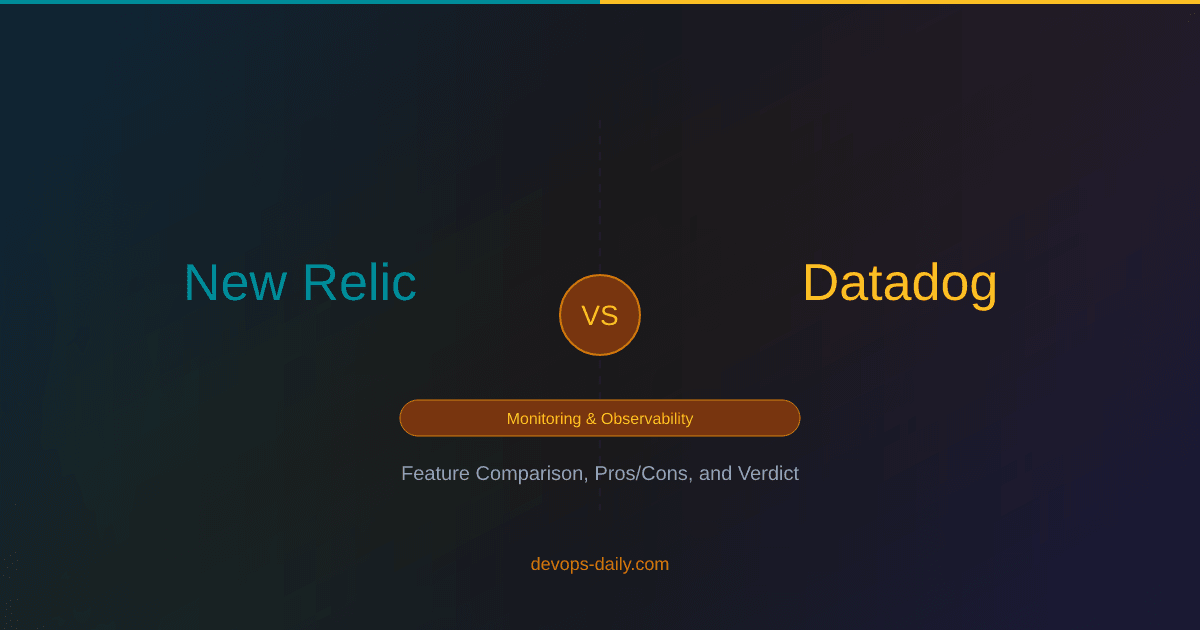 New Relic
VS
Datadog
Monitoring & Observability
Feature Comparison, Pros/Cons, and Verdict
devops-daily.com